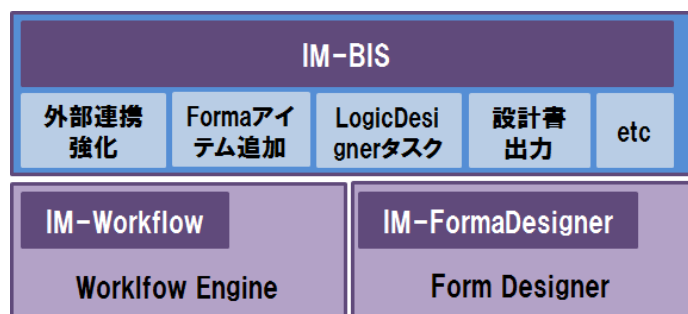 IM-BIS
外部連携
強化
Formaアイ
テム追加
LogicDesi
gnerタスク
設計書
出力
etc
IM-Workflow
Worklfow Engine
IM-FormaDesigner
Form Designer